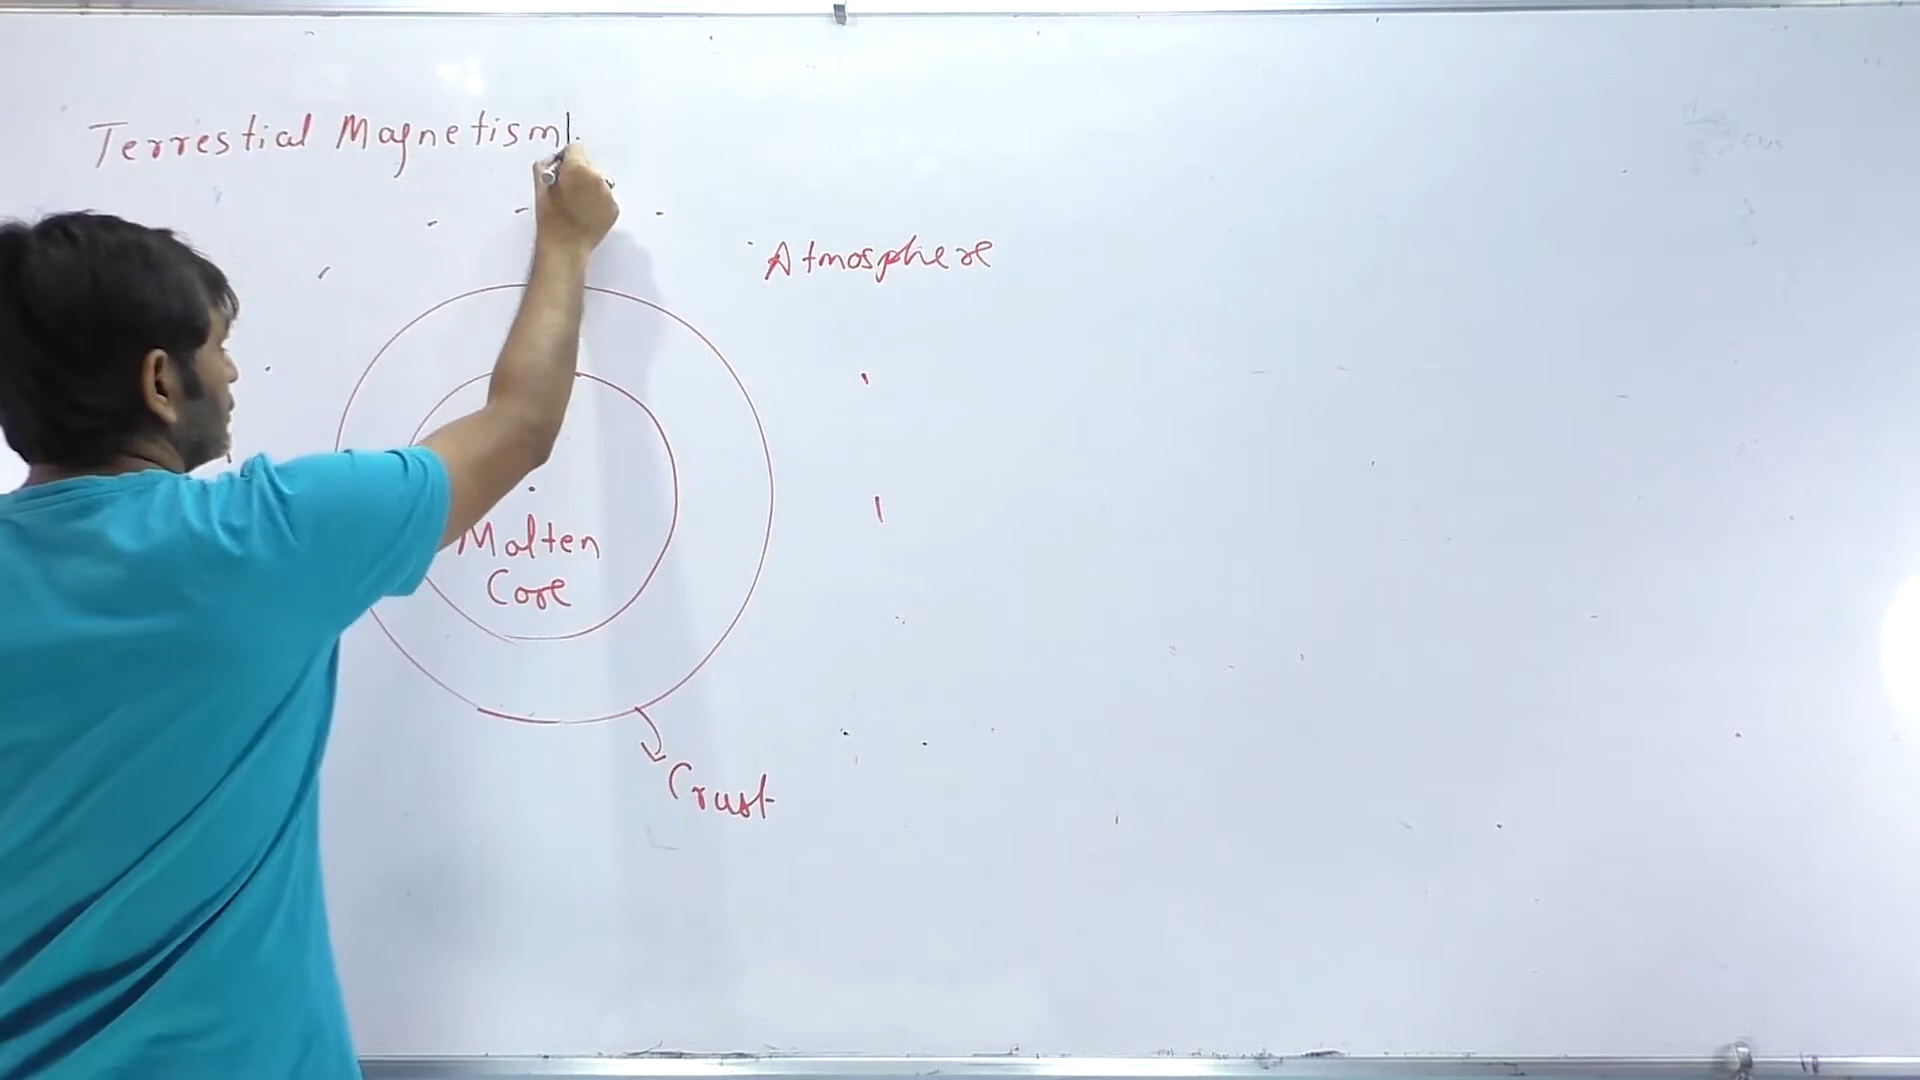 Terrestial Magnetism
Atmosphere
Molten
Core
Crust